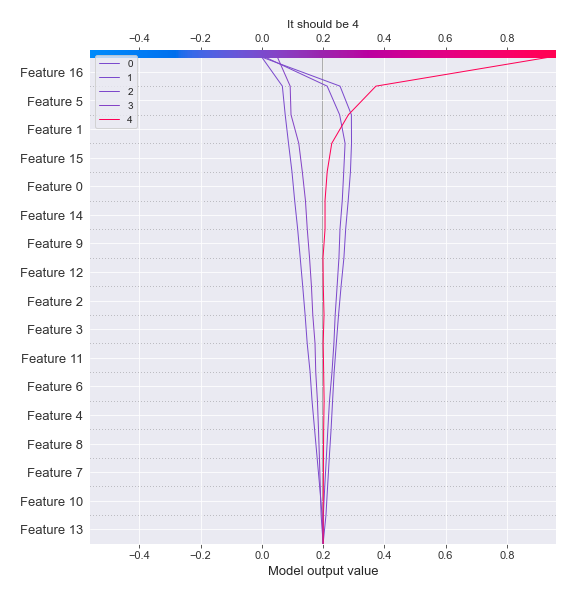 It should be 4
−0.4 −0.2 0.0 0.2 0.4 0.6 0.8
0
1
2
3
4
Feature 16
Feature 5
Feature 1
Feature 15
Feature 0
Feature 14
Feature 9
Feature 12
Feature 2
Feature 3
Feature 11
Feature 6
Feature 4
Feature 8
Feature 7
Feature 10
Feature 13
−0.4 −0.2 0.0 0.2 0.4 0.6 0.8
Model output value